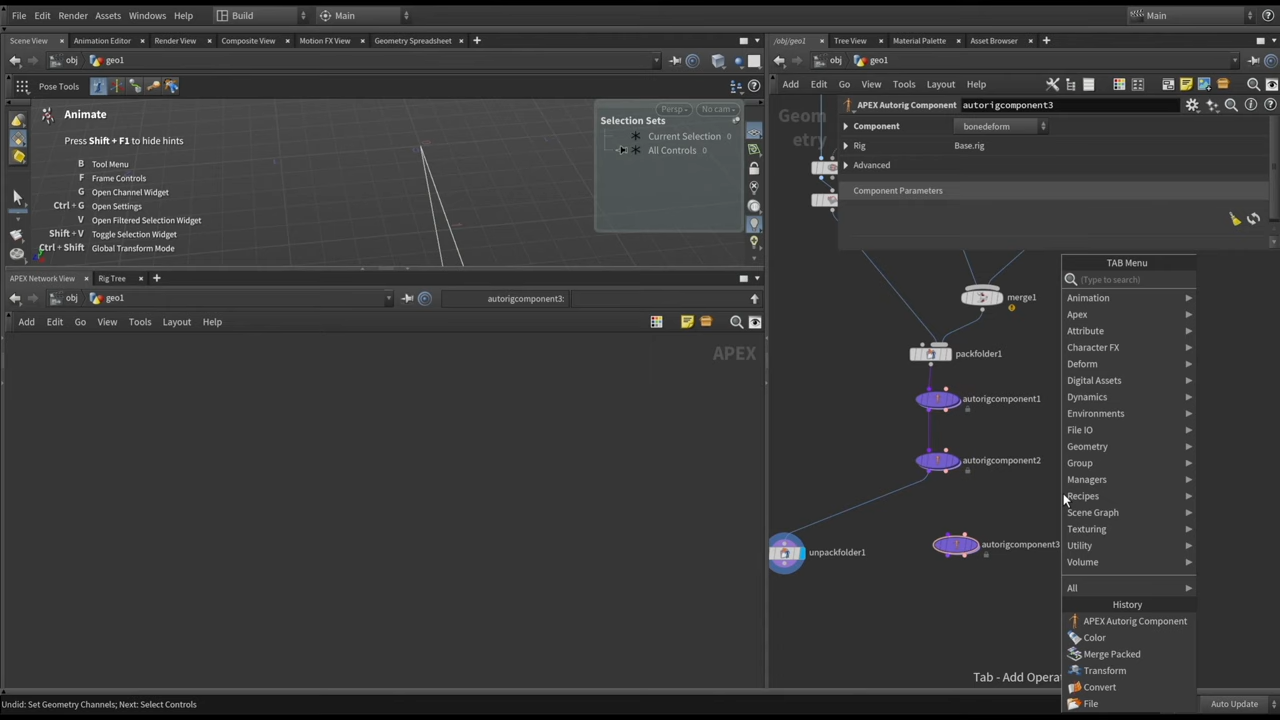 File Edit Render Assets Windows Help Build Main Main
Scene View Animation Editor Render View Composite View Motion FX View Geometry Spreadsheet
/obj/geo1 Tree View Material Palette Asset Browser
obj geo1
obj geo1
Pose Tools
Add Edit Go View Tools Layout Help
Animate
Press Shift + F1 to hide hints
B Tool Menu
F Frame Controls
G Open Channel Widget
Ctrl + G Open Settings
V Open Filtered Selection Widget
Shift + V Toggle Selection Widget
Ctrl + Shift Global Transform Mode
Persp No cam
Selection Sets
Current Selection 0
All Controls 0
Geom
etry
APEX Autorig Component autorigcomponent3
Component bonedeform
Rig Base.rig
Advanced
Component Parameters
APEX Network View Rig Tree
obj geo1 autorigcomponent3:
Add Edit Go View Tools Layout Help
APEX
merge1
packfolder1
autorigcomponent1
autorigcomponent2
unpackfolder1
autorigcomponent3
TAB Menu
(Type to search)
Animation
Apex
Attribute
Character FX
Deform
Digital Assets
Dynamics
Environments
File IO
Geometry
Group
Managers
Recipes
Scene Graph
Texturing
Utility
Volume
All
History
APEX Autorig Component
Color
Merge Packed
Transform
Convert
File
Tab - Add Opera
Undo: Set Geometry Channels; Next: Select Controls
Auto Update